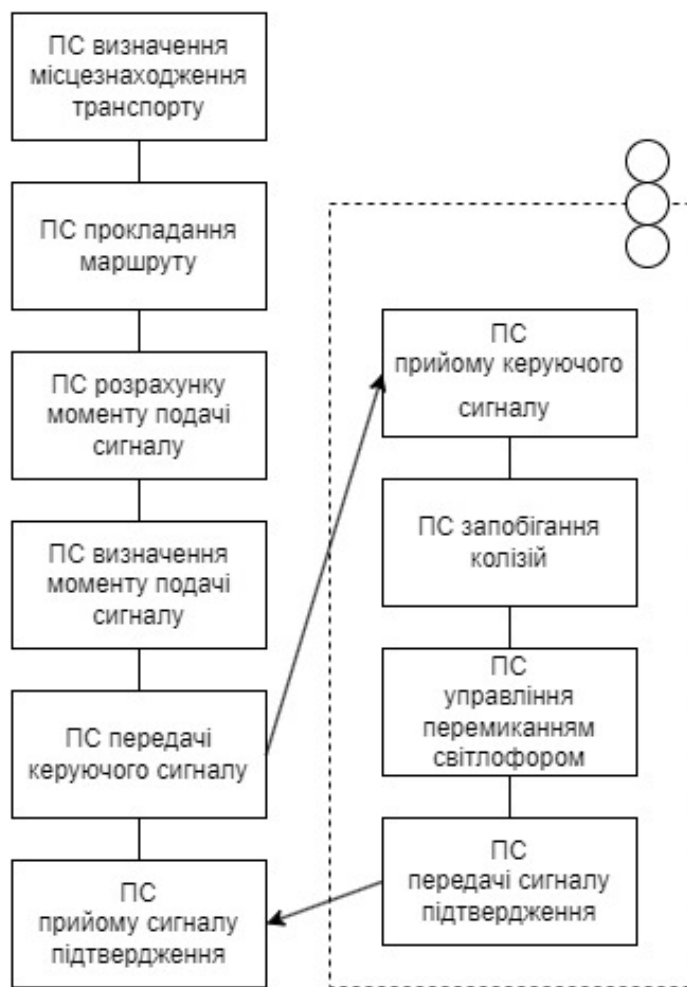 ПС визначення
місцезнаходження
транспорту
ПС прокладання
маршруту
ПС розрахунку
моменту подачі
сигналу
ПС визначення
моменту подачі
сигналу
ПС передачі
керуючого сигналу
ПС
прийому сигналу
підтвердження
ПС
прийому керуючого
сигналу
ПС запобігання
колізій
ПС
управління
перемиканням
світлофором
ПС
передачі сигналу
підтвердження